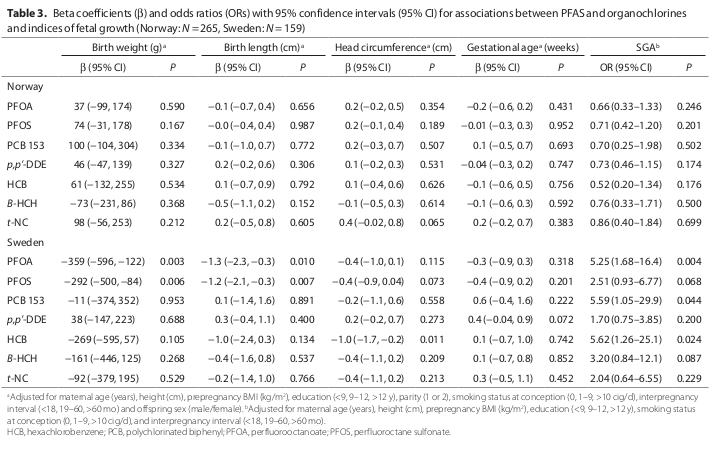 Table 3. Beta coefficients (β) and odds ratios (ORs) with 95% confidence intervals (95% CI) for associations between PFAS and organochlorines
and indices of fetal growth (Norway: N = 265, Sweden: N = 159)
Birth weight (g)a Birth length (cm)a Head circumferencea (cm) Gestational agea (weeks) SGAb
β (95% CI) P β (95% CI) P β (95% CI) P β (95% CI) P OR (95% CI) P
Norway
PFOA 37 (−99, 174) 0.590 −0.1 (−0.7, 0.4) 0.656 0.2 (−0.2, 0.5) 0.354 −0.2 (−0.6, 0.2) 0.431 0.66 (0.33–1.33) 0.246
PFOS 74 (−31, 178) 0.167 −0.0 (−0.4, 0.4) 0.987 0.2 (−0.1, 0.4) 0.189 −0.01 (−0.3, 0.3) 0.952 0.71 (0.42–1.20) 0.201
PCB 153 100 (−104, 304) 0.334 −0.1 (−1.0, 0.7) 0.772 0.2 (−0.3, 0.7) 0.507 0.1 (−0.5, 0.7) 0.693 0.70 (0.25–1.98) 0.502
p,p′-DDE 46 (−47, 139) 0.327 0.2 (−0.2, 0.6) 0.306 0.1 (−0.2, 0.3) 0.531 −0.04 (−0.3, 0.2) 0.747 0.73 (0.46–1.15) 0.174
HCB 61 (−132, 255) 0.534 0.1 (−0.7, 0.9) 0.792 0.1 (−0.4, 0.6) 0.626 −0.1 (−0.6, 0.5) 0.756 0.52 (0.20–1.34) 0.176
B-HCH −73 (−231, 86) 0.368 −0.5 (−1.1, 0.2) 0.152 −0.1 (−0.5, 0.3) 0.614 −0.1 (−0.6, 0.3) 0.592 0.76 (0.33–1.71) 0.500
t-NC 98 (−56, 253) 0.212 0.2 (−0.5, 0.8) 0.605 0.4 (−0.02, 0.8) 0.065 0.2 (−0.2, 0.7) 0.383 0.86 (0.40–1.84) 0.699
Sweden
PFOA −359 (−596, −122) 0.003 −1.3 (−2.3, −0.3) 0.010 −0.4 (−1.0, 0.1) 0.115 −0.3 (−0.9, 0.3) 0.318 5.25 (1.68–16.4) 0.004
PFOS −292 (−500, −84) 0.006 −1.2 (−2.1, −0.3) 0.007 −0.4 (−0.9, 0.04) 0.073 −0.4 (−0.9, 0.2) 0.201 2.51 (0.93–6.77) 0.068
PCB 153 −11 (−374, 352) 0.953 0.1 (−1.4, 1.6) 0.891 −0.2 (−1.1, 0.6) 0.558 0.6 (−0.4, 1.6) 0.222 5.59 (1.05–29.9) 0.044
p,p′-DDE 38 (−147, 223) 0.688 0.3 (−0.4, 1.1) 0.400 −0.2 (−0.7, 0.2) 0.273 0.4 (−0.04, 0.9) 0.072 1.70 (0.75–3.85) 0.200
HCB −269 (−595, 57) 0.105 −1.0 (−2.4, 0.3) 0.134 −1.0 (−1.7, −0.2) 0.011 0.1 (−0.7, 1.0) 0.742 5.62 (1.26–25.1) 0.024
B-HCH −161 (−446, 125) 0.268 −0.4 (−1.6, 0.8) 0.537 −0.4 (−1.1, 0.2) 0.209 0.1 (−0.7, 0.8) 0.852 3.20 (0.84–12.1) 0.087
t-NC −92 (−379, 195) 0.529 −0.2 (−1.4, 1.0) 0.766 −0.4 (−1.1, 0.2) 0.213 0.3 (−0.5, 1.1) 0.452 2.04 (0.64–6.55) 0.229
aAdjusted for maternal age (years), height (cm), prepregnancy BMI (kg/m2), education (<9, 9–12, >12 y), parity (1 or 2), smoking status at conception (0, 1–9, >10 cig/d), interpregnancy
interval (<18, 19–60, >60 mo) and offspring sex (male/female). bAdjusted for maternal age (years), height (cm), prepregnancy BMI (kg/m2), education (<9, 9–12, >12 y), smoking status
at conception (0, 1–9, >10 cig/d), and interpregnancy interval (<18, 19–60, >60 mo).
HCB, hexachlorobenzene; PCB, polychlorinated biphenyl; PFOA, perfluorooctanoate; PFOS, perfluoroctane sulfonate.